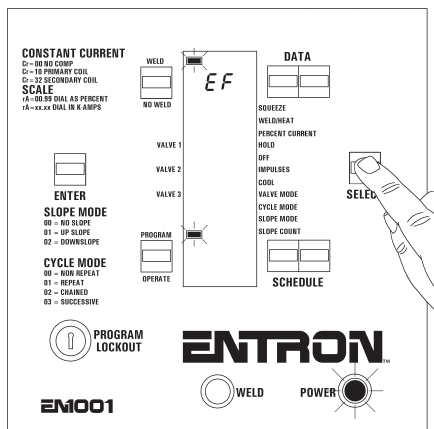 CONSTANT CURRENT
Cr= 00 NO COMP
Cr= 10 PRIMARY COIL
Cr= 32 SECONDARY COIL
SCALE
rA=00.99 DIAL AS PERCENT
rA=xx.xx DIAL IN K-AMPS
WELD
NO WELD
EF
DATA
SQUEEZE
WELD/HEAT
PERCENT CURRENT
HOLD
OFF
IMPULSES
COOL
VALVE MODE
CYCLE MODE
SLOPE MODE
SLOPE COUNT
VALVE 1
VALVE 2
VALVE 3
ENTER
SELEC
SLOPE MODE
00 = NO SLOPE
01 = UP SLOPE
02 = DOWNSLOPE
CYCLE MODE
00 = NON REPEAT
01 = REPEAT
02 = CHAINED
03 = SUCCESSIVE
PROGRAM
OPERATE
SCHEDULE
PROGRAM
LOCKOUT
ENTRON™
WELD
POWER
EM1001